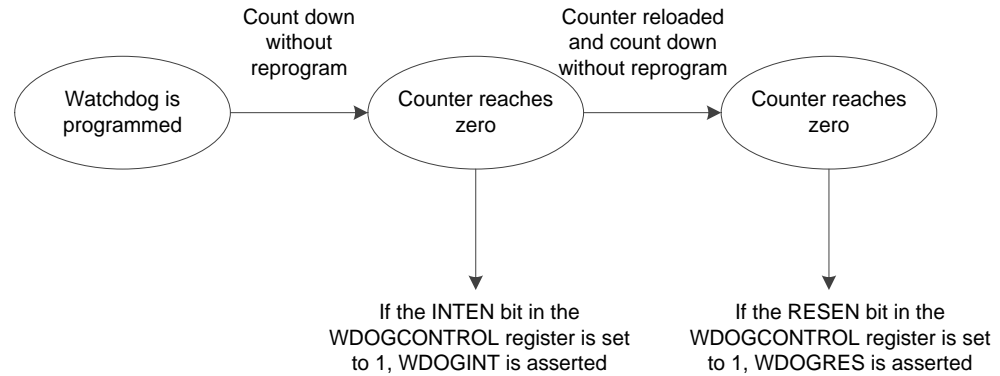 Count down
without
reprogram
Counter reloaded
and count down
without reprogram
Watchdog is
programmed
Counter reaches
zero
Counter reaches
zero
If the INTEN bit in the
WDOGCONTROL register is set
to 1, WDOGINT is asserted
If the RESEN bit in the
WDOGCONTROL register is set
to 1, WDOGRES is asserted